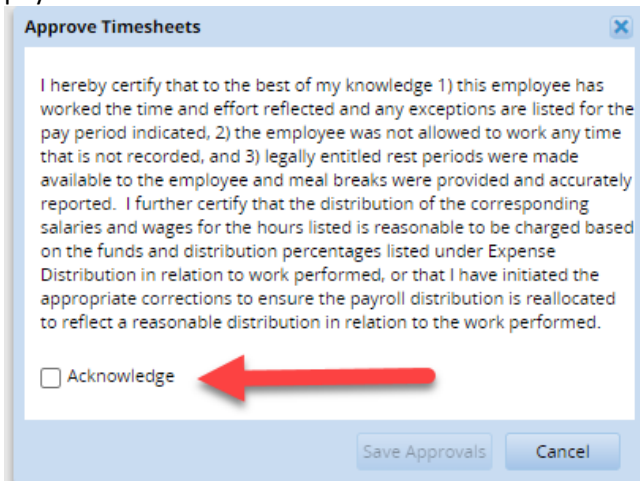 Approve Timesheets
I hereby certify that to the best of my knowledge 1) this employee has
worked the time and effort reflected and any exceptions are listed for the
pay period indicated, 2) the employee was not allowed to work any time
that is not recorded, and 3) legally entitled rest periods were made
available to the employee and meal breaks were provided and accurately
reported.  I further certify that the distribution of the corresponding
salaries and wages for the hours listed is reasonable to be charged based
on the funds and distribution percentages listed under Expense
Distribution in relation to work performed, or that I have initiated the
appropriate corrections to ensure the payroll distribution is reallocated
to reflect a reasonable distribution in relation to the work performed.
Acknowledge
Save Approvals Cancel